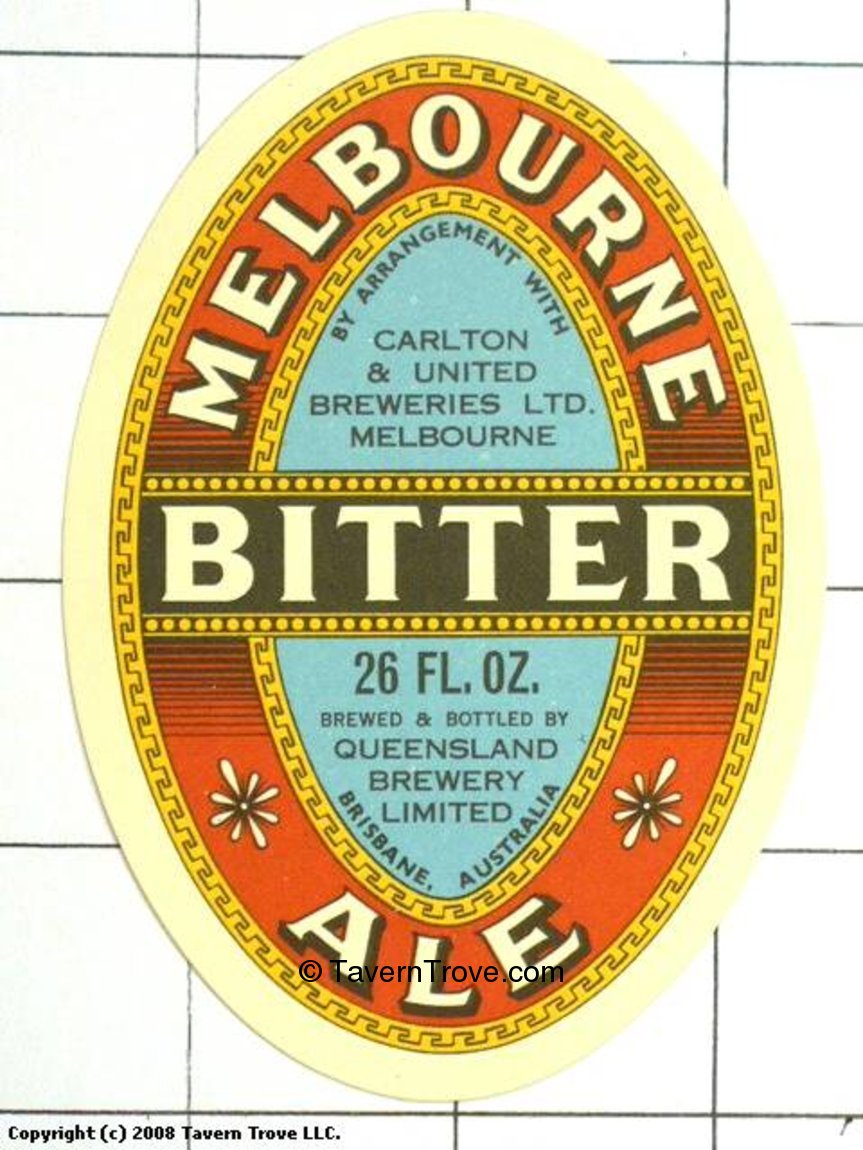 MELBOURNE
BY ARRANGEMENT WITH
CARLTON
& UNITED
BREWERIES LTD.
MELBOURNE
BITTER
26 FL. OZ.
BREWED & BOTTLED BY
QUEENSLAND
BREWERY
LIMITED
BRISBANE, AUSTRALIA
ALE
© TavernTrove.com
Copyright (c) 2008 Tavern Trove LLC.